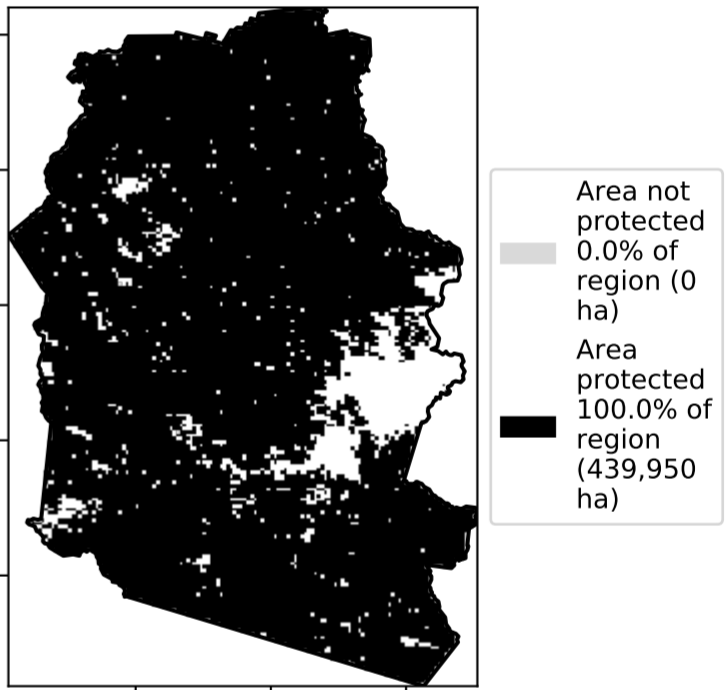 Area not
protected
0.0% of
region (0
ha)
Area
protected
100.0% of
region
(439,950
ha)